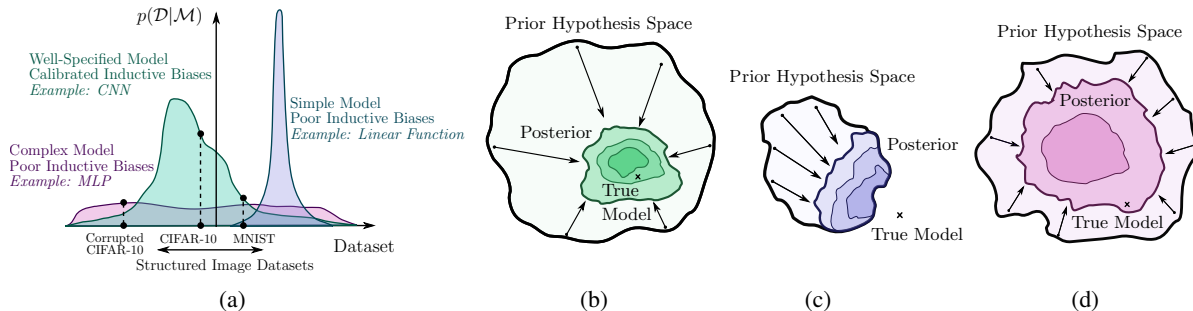 p(𝒟|ℳ)
Well-Specified Model
Calibrated Inductive Biases
Example: CNN
Simple Model
Poor Inductive Biases
Example: Linear Function
Complex Model
Poor Inductive Biases
Example: MLP
Corrupted
CIFAR-10
CIFAR-10
MNIST
Dataset
Structured Image Datasets
(a)
Prior Hypothesis Space
Posterior
True
Model
(b)
Prior Hypothesis Space
Posterior
True Model
(c)
Prior Hypothesis Space
Posterior
True Model
(d)